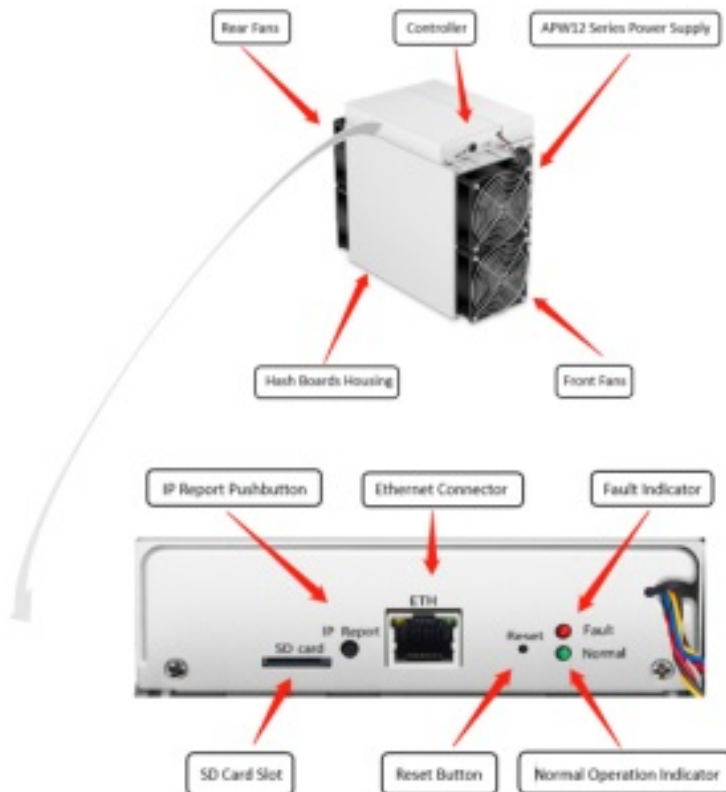 Rear Fans
Controller
APW12 Series Power Supply
Hash Boards Housing
Front Fans
IP Report Pushbutton
Ethernet Connector
Fault Indicator
ETH
IP Report
Reset
Fault
SD card
Normal
SD Card Slot
Reset Button
Normal Operation Indicator